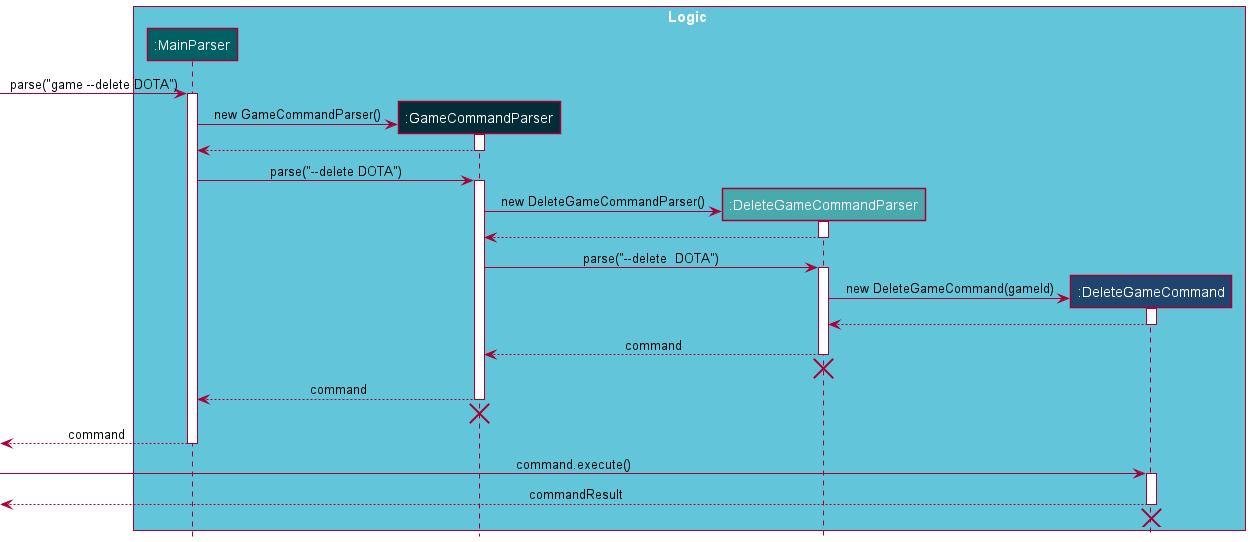 Logic
:MainParser
parse("game --delete DOTA")
new GameCommandParser()
:GameCommandParser
parse("--delete DOTA")
new DeleteGameCommandParser()
:DeleteGameCommandParser
parse("--delete  DOTA")
new DeleteGameCommand(gameId)
:DeleteGameCommand
command
command
command
command.execute()
commandResult